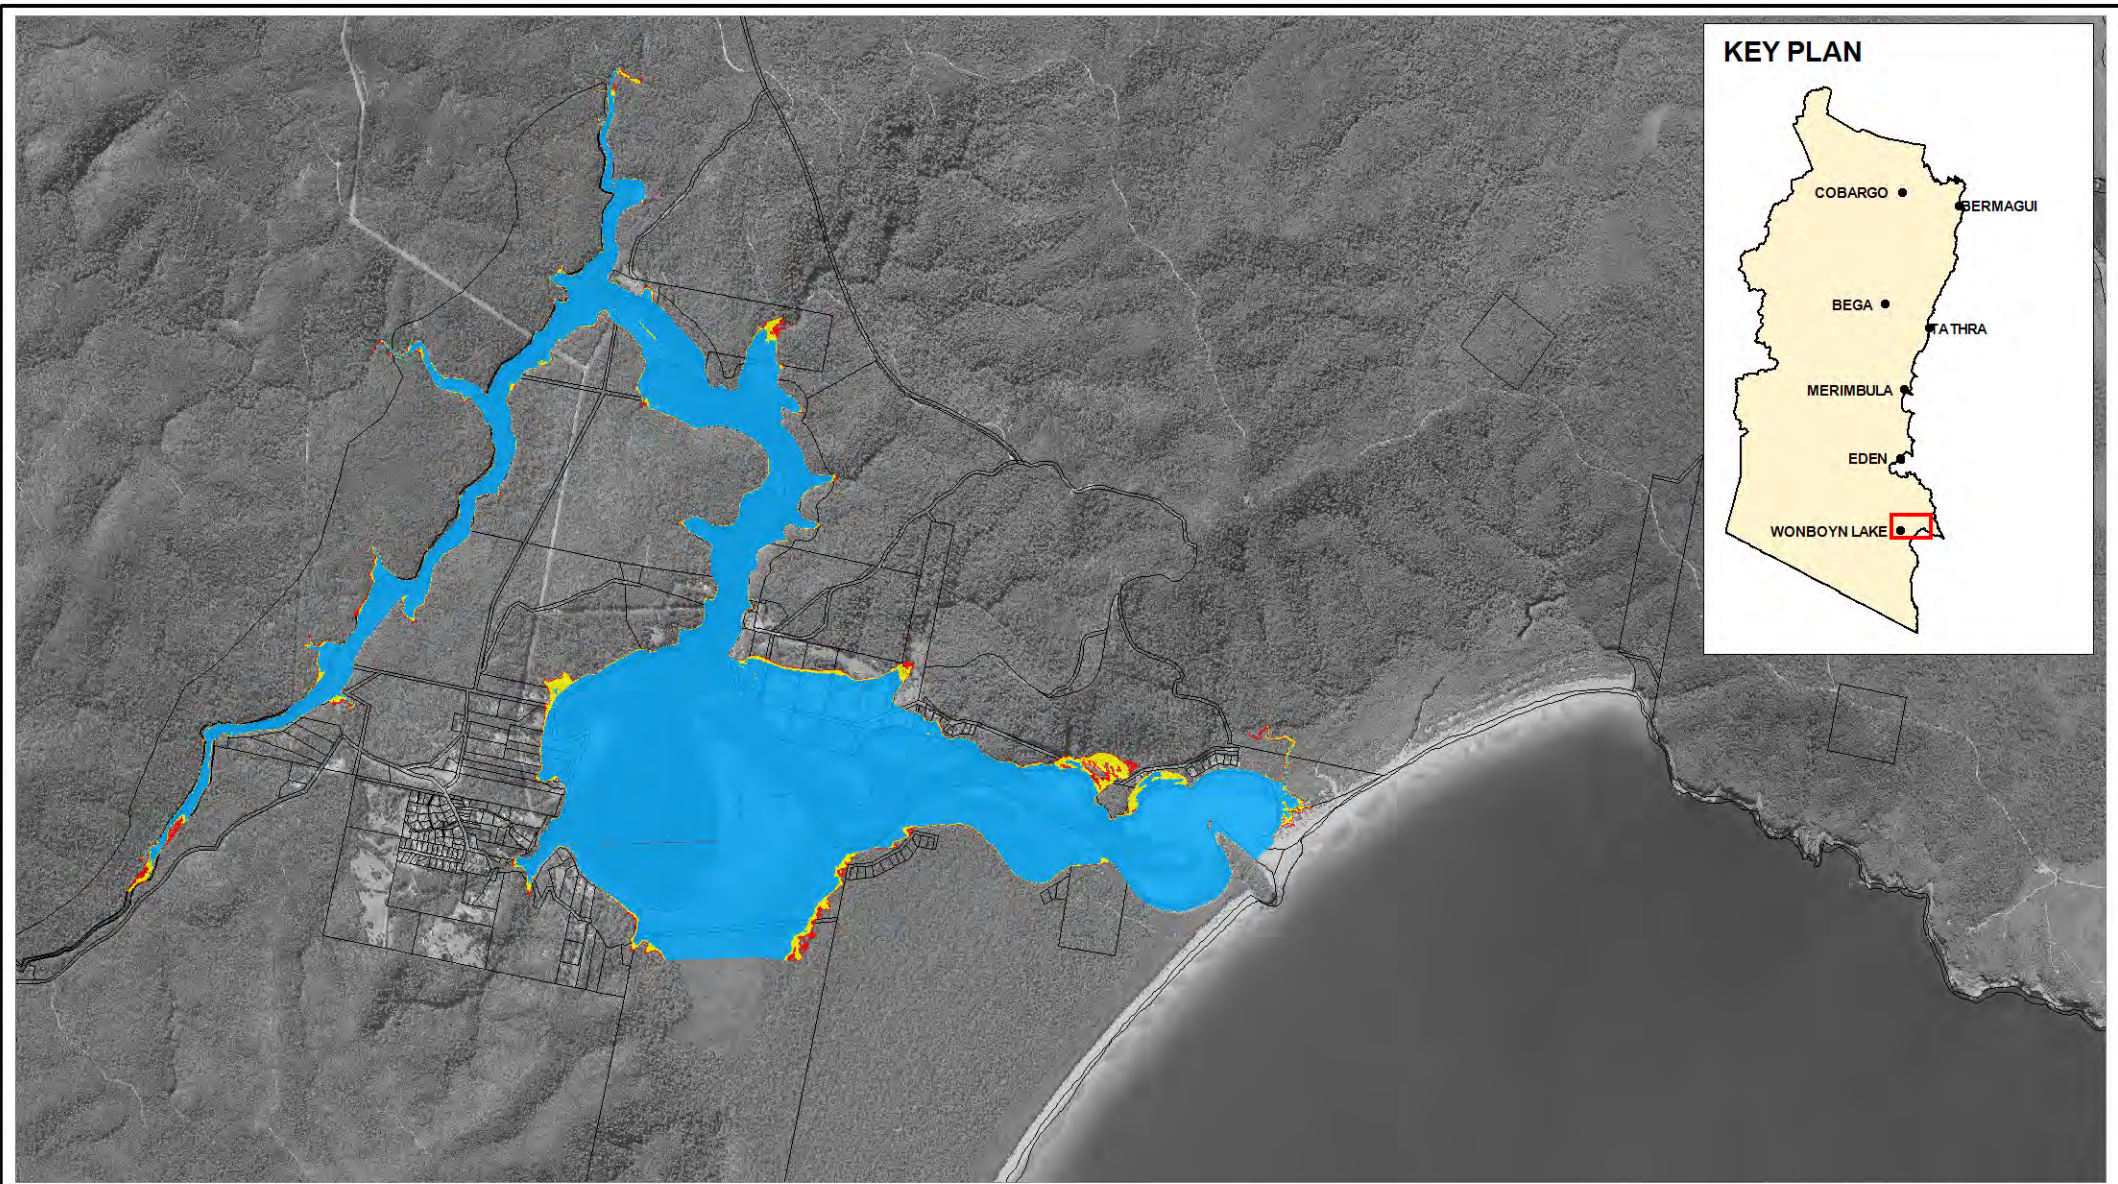 KEY PLAN
COBARGO
BERMAGUI
BEGA
TATHRA
MERIMBULA
EDEN
WONBOYN LAKE